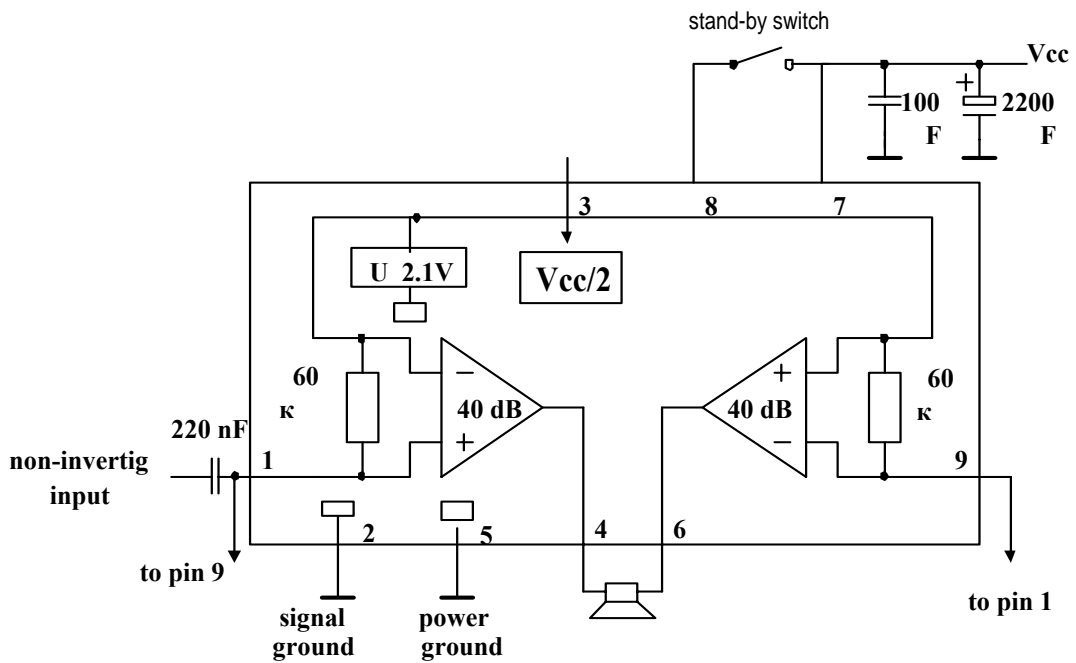 stand-by switch
Vcc
+
100
F
2200
F
3
8
7
U 2.1V
Vcc/2
60
к
−
40 dB
+
+
40 dB
−
60
к
220 nF
non-invertig
input
1
9
2
5
4
6
to pin 9
to pin 1
signal
ground
power
ground